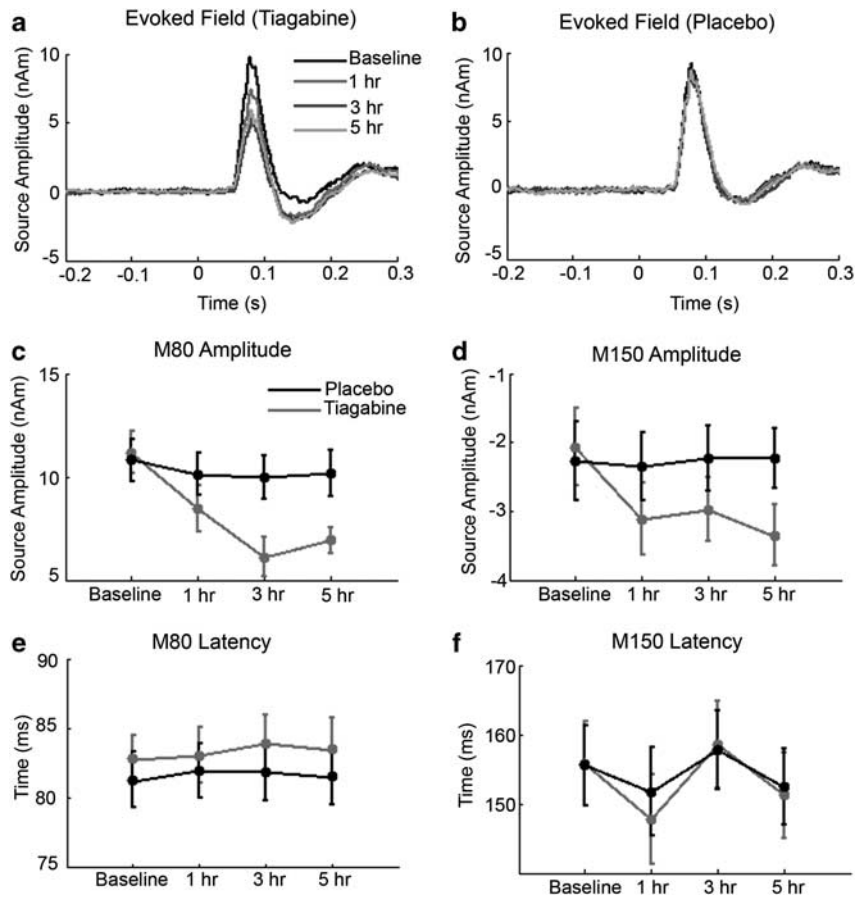 a
Evoked Field (Tiagabine)
Source Amplitude (nAm)
10
5
0
-5
-0.2
-0.1
0
0.1
0.2
0.3
Time (s)
Baseline
1 hr
3 hr
5 hr
b
Evoked Field (Placebo)
Source Amplitude (nAm)
10
5
0
-5
-0.2
-0.1
0
0.1
0.2
0.3
Time (s)
c
M80 Amplitude
Source Amplitude (nAm)
15
10
5
Baseline
1 hr
3 hr
5 hr
Placebo
Tiagabine
d
M150 Amplitude
Source Amplitude (nAm)
-1
-2
-3
-4
Baseline
1 hr
3 hr
5 hr
e
M80 Latency
Time (ms)
90
85
80
75
Baseline
1 hr
3 hr
5 hr
f
M150 Latency
Time (ms)
170
160
150
Baseline
1 hr
3 hr
5 hr